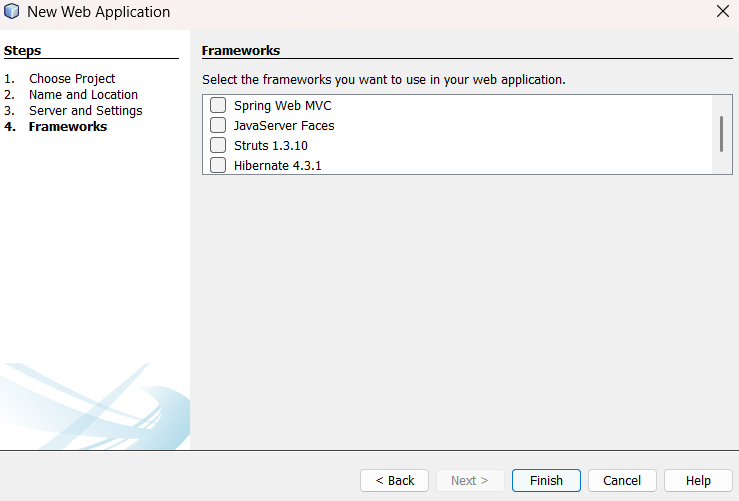 New Web Application
Steps
1. Choose Project
2. Name and Location
3. Server and Settings
4. Frameworks
Frameworks
Select the frameworks you want to use in your web application.
Spring Web MVC
JavaServer Faces
Struts 1.3.10
Hibernate 4.3.1
< Back
Next >
Finish
Cancel
Help